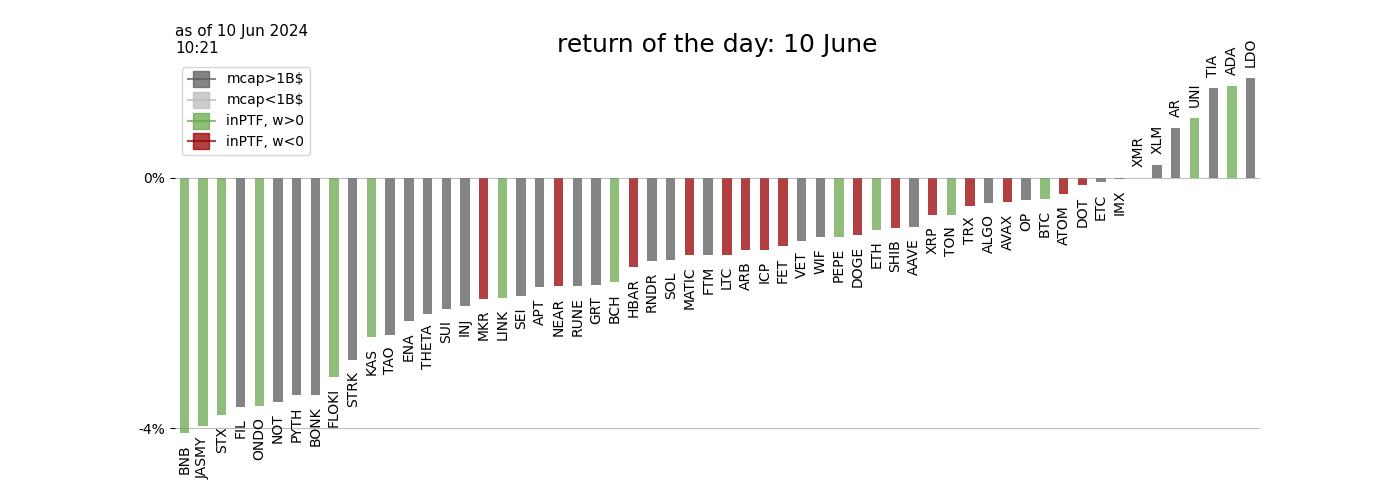 as of 10 Jun 2024
10:21
return of the day: 10 June
mcap>1B$
mcap<1B$
inPTF, w>0
inPTF, w<0
0%
-4%
BNB
JASMY
STX
FIL
ONDO
NOT
PYTH
BONK
FLOKI
STRK
KAS
TAO
ENA
THETA
SUI
INJ
MKR
LINK
SEI
APT
NEAR
RUNE
GRT
BCH
HBAR
RNDR
SOL
MATIC
FTM
LTC
ARB
ICP
FET
VET
WIF
PEPE
DOGE
ETH
SHIB
AAVE
XRP
TON
TRX
ALGO
AVAX
OP
BTC
ATOM
DOT
ETC
IMX
XMR
XLM
AR
UNI
TIA
ADA
LDO